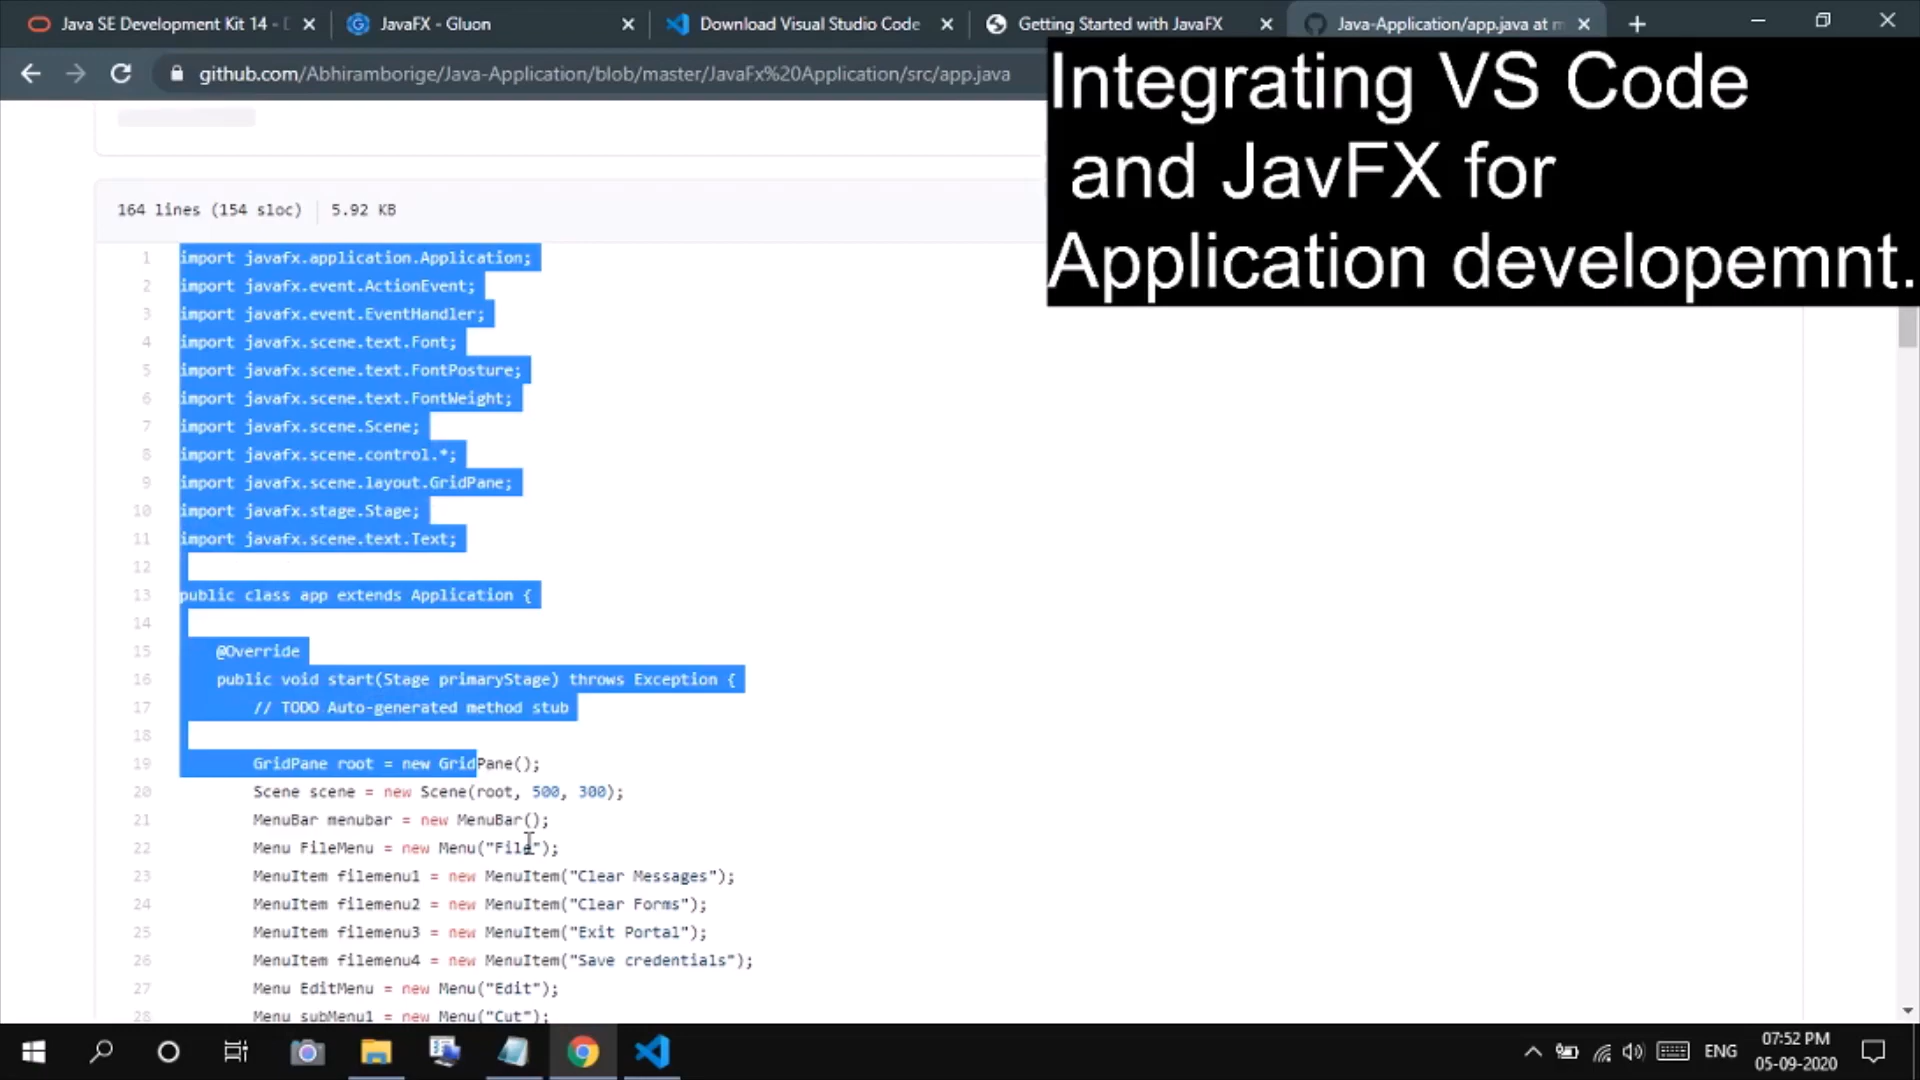 Java SE Development Kit 14 - D
JavaFX - Gluon
Download Visual Studio Code
Getting Started with JavaFX
Java-Application/app.java at m
github.com/Abhiramborige/Java-Application/blob/master/JavaFx%20Application/src/app.java
Integrating VS Code
and JavFX for
Application developemnt.
164 lines (154 sloc) 5.92 KB
1 import javafx.application.Application;
2 import javafx.event.ActionEvent;
3 import javafx.event.EventHandler;
4 import javafx.scene.text.Font;
5 import javafx.scene.text.FontPosture;
6 import javafx.scene.text.FontWeight;
7 import javafx.scene.Scene;
8 import javafx.scene.control.*;
9 import javafx.scene.layout.GridPane;
10 import javafx.stage.Stage;
11 import javafx.scene.text.Text;
12
13 public class app extends Application {
14
15 @Override
16 public void start(Stage primaryStage) throws Exception {
17 // TODO Auto-generated method stub
18
19 GridPane root = new GridPane();
20 Scene scene = new Scene(root, 500, 300);
21 MenuBar menubar = new MenuBar();
22 Menu FileMenu = new Menu("File");
23 MenuItem filemenu1 = new MenuItem("Clear Messages");
24 MenuItem filemenu2 = new MenuItem("Clear Forms");
25 MenuItem filemenu3 = new MenuItem("Exit Portal");
26 MenuItem filemenu4 = new MenuItem("Save credentials");
27 Menu EditMenu = new Menu("Edit");
28 Menu subMenu1 = new Menu("Cut");
ENG
07:52 PM
05-09-2020